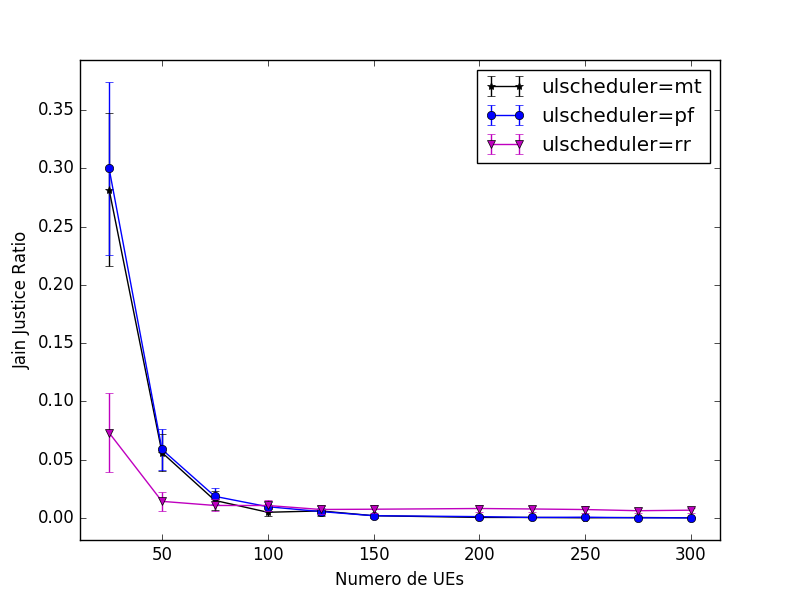 ulscheduler=mt
ulscheduler=pf
ulscheduler=rr
Jain Justice Ratio
0.35
0.30
0.25
0.20
0.15
0.10
0.05
0.00
50 100 150 200 250 300
Numero de UEs